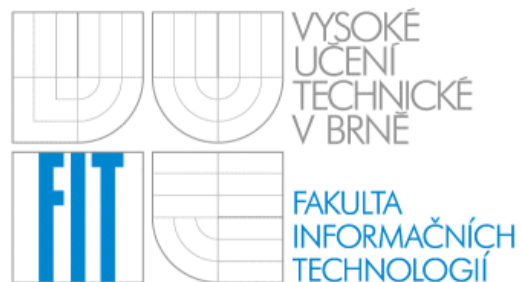 VYSOKÉ
UČENÍ
TECHNICKÉ
V BRNĚ
FIT
FAKULTA
INFORMAČNÍCH
TECHNOLOGIÍ